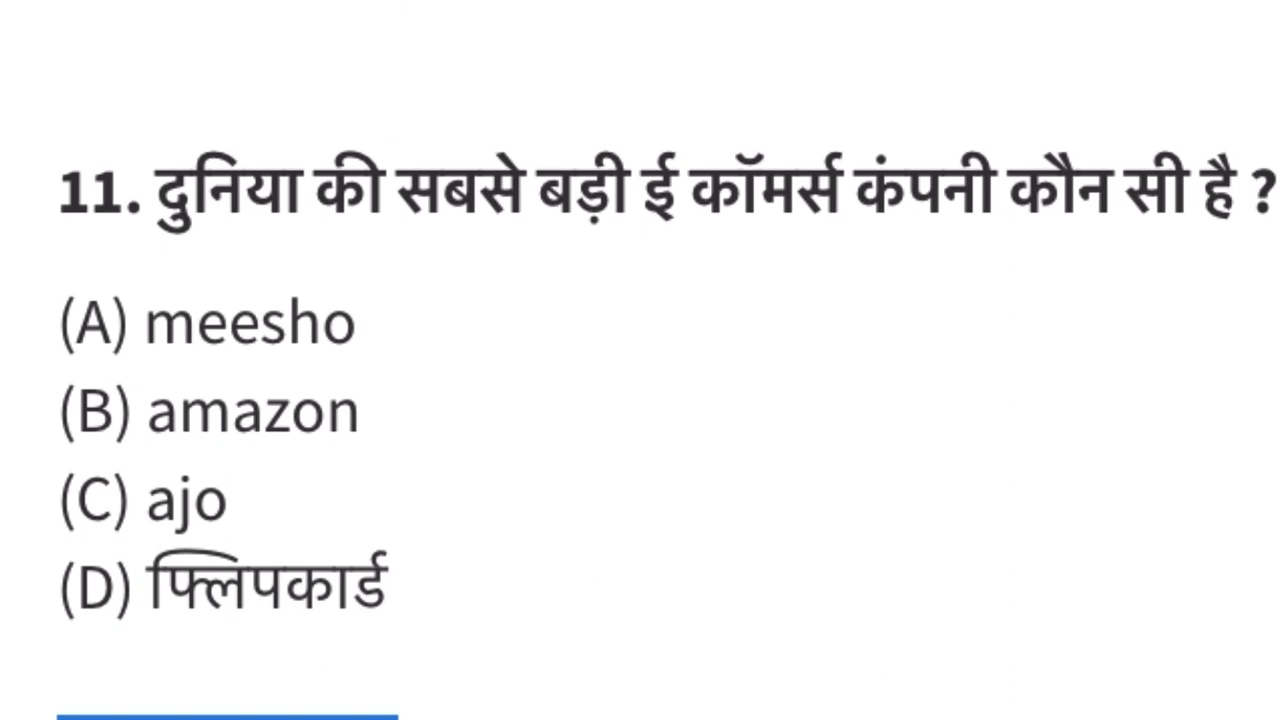 11. दुनिया की सबसे बड़ी ई कॉमर्स कंपनी कौन सी है ?
(A) meesho
(B) amazon
(C) ajo
(D) फ्लिपकार्ड